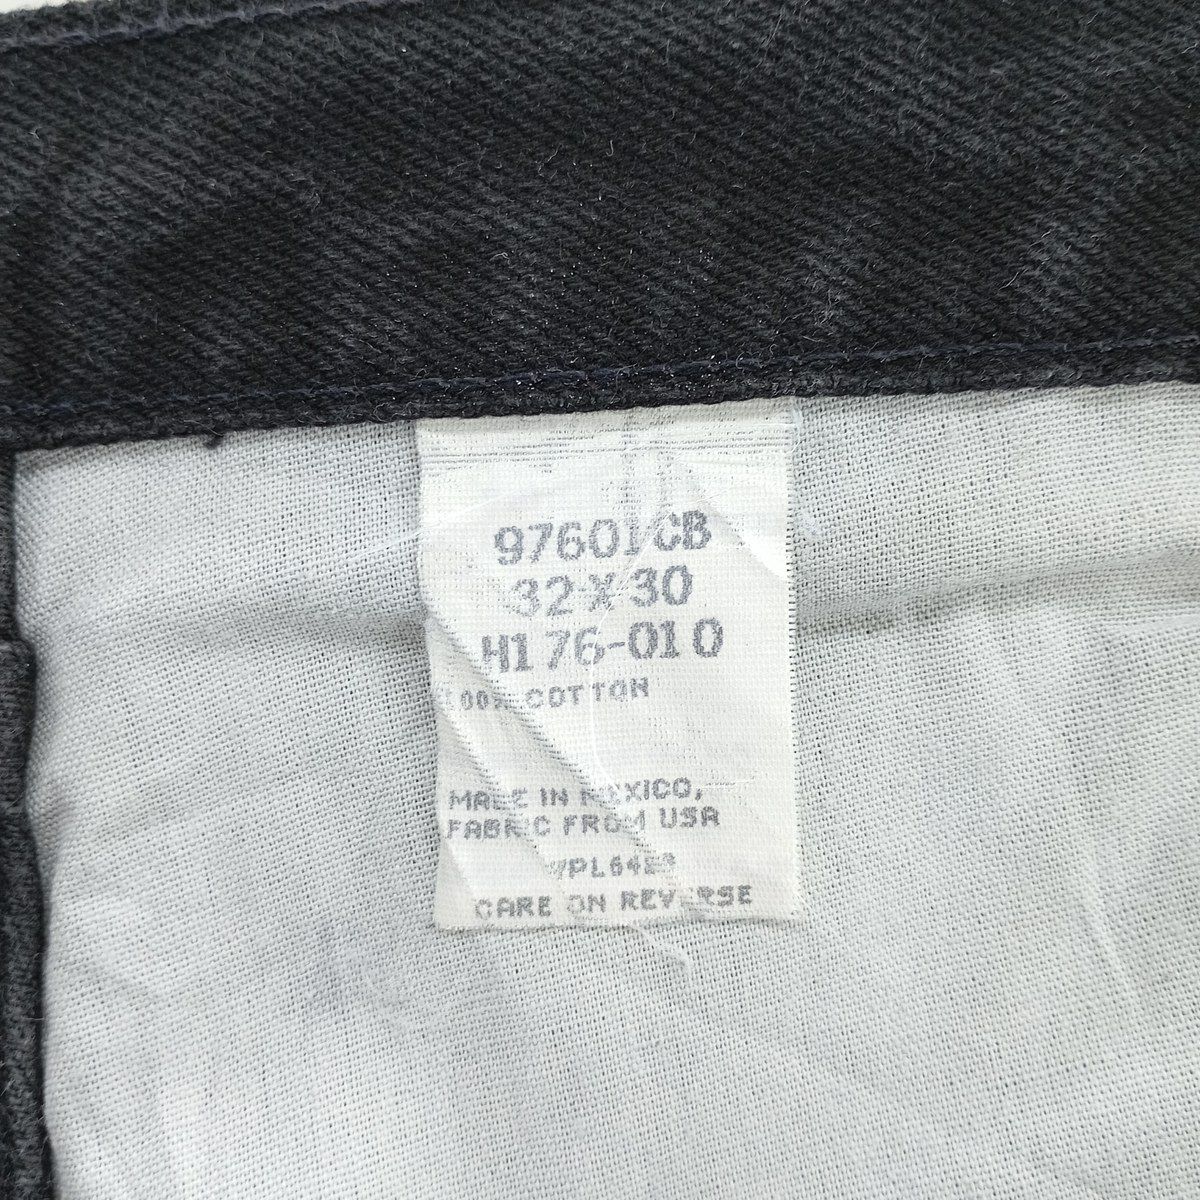 97601CB
32 X 30
H176-010
100% COTTON
MADE IN MEXICO,
FABRIC FROM USA
CARE ON REVERSE